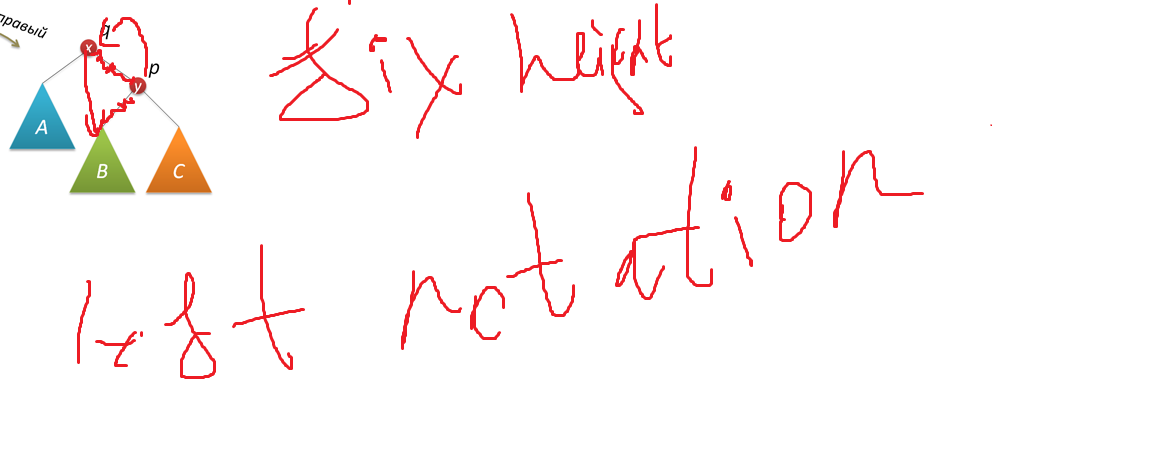 правый
q
x
fix height
p
y
A
B
C
left rotation